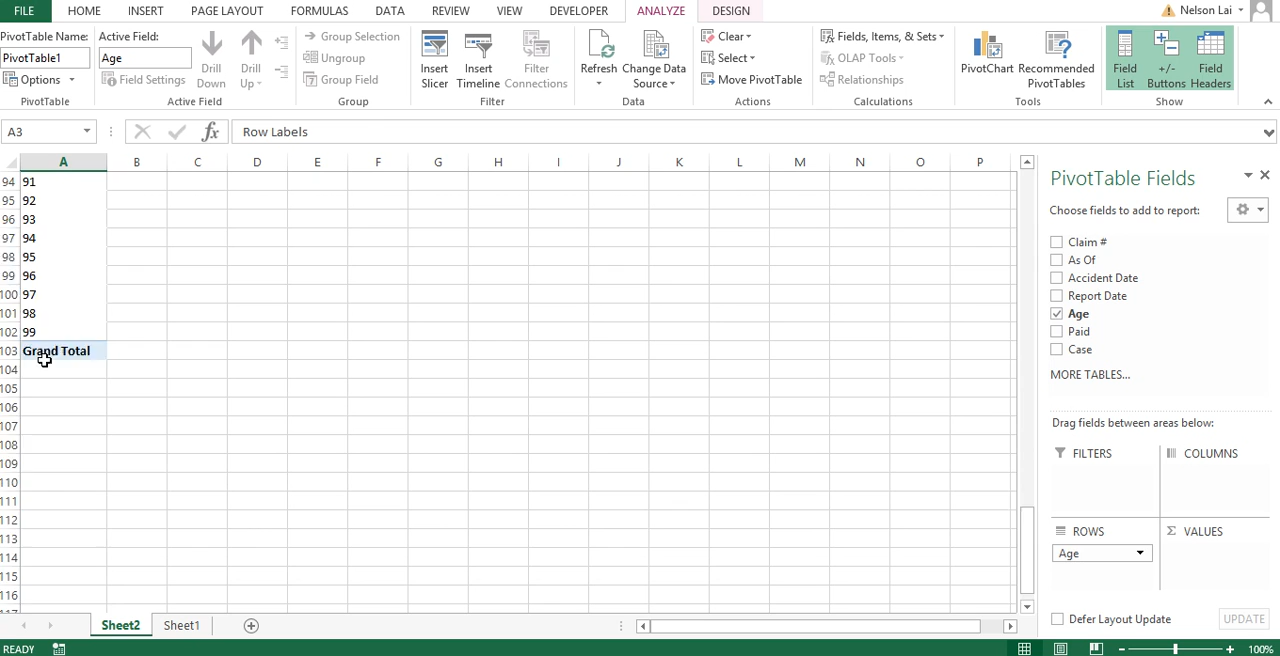 FILE HOME INSERT PAGE LAYOUT FORMULAS DATA REVIEW VIEW DEVELOPER ANALYZE DESIGN Nelson Lai
PivotTable Name:
PivotTable1
Options
PivotTable
Active Field:
Age
Field Settings
Drill Down
Drill Up
Active Field
Group Selection
Ungroup
Group Field
Group
Insert Slicer
Insert Timeline
Filter Connections
Filter
Refresh
Change Data Source
Data
Clear
Select
Move PivotTable
Actions
Fields, Items, & Sets
OLAP Tools
Relationships
Calculations
PivotChart
Recommended PivotTables
Tools
Field List
+/- Buttons
Field Headers
Show
A3 fx Row Labels
A B C D E F G H I J K L M N O P
94 91
95 92
96 93
97 94
98 95
99 96
100 97
101 98
102 99
103 Grand Total
104
105
106
107
108
109
110
111
112
113
114
115
116
117
PivotTable Fields
Choose fields to add to report:
Claim #
As Of
Accident Date
Report Date
Age
Paid
Case
MORE TABLES...
Drag fields between areas below:
FILTERS COLUMNS
ROWS Σ VALUES
Age
Defer Layout Update UPDATE
Sheet2 Sheet1
READY 100%